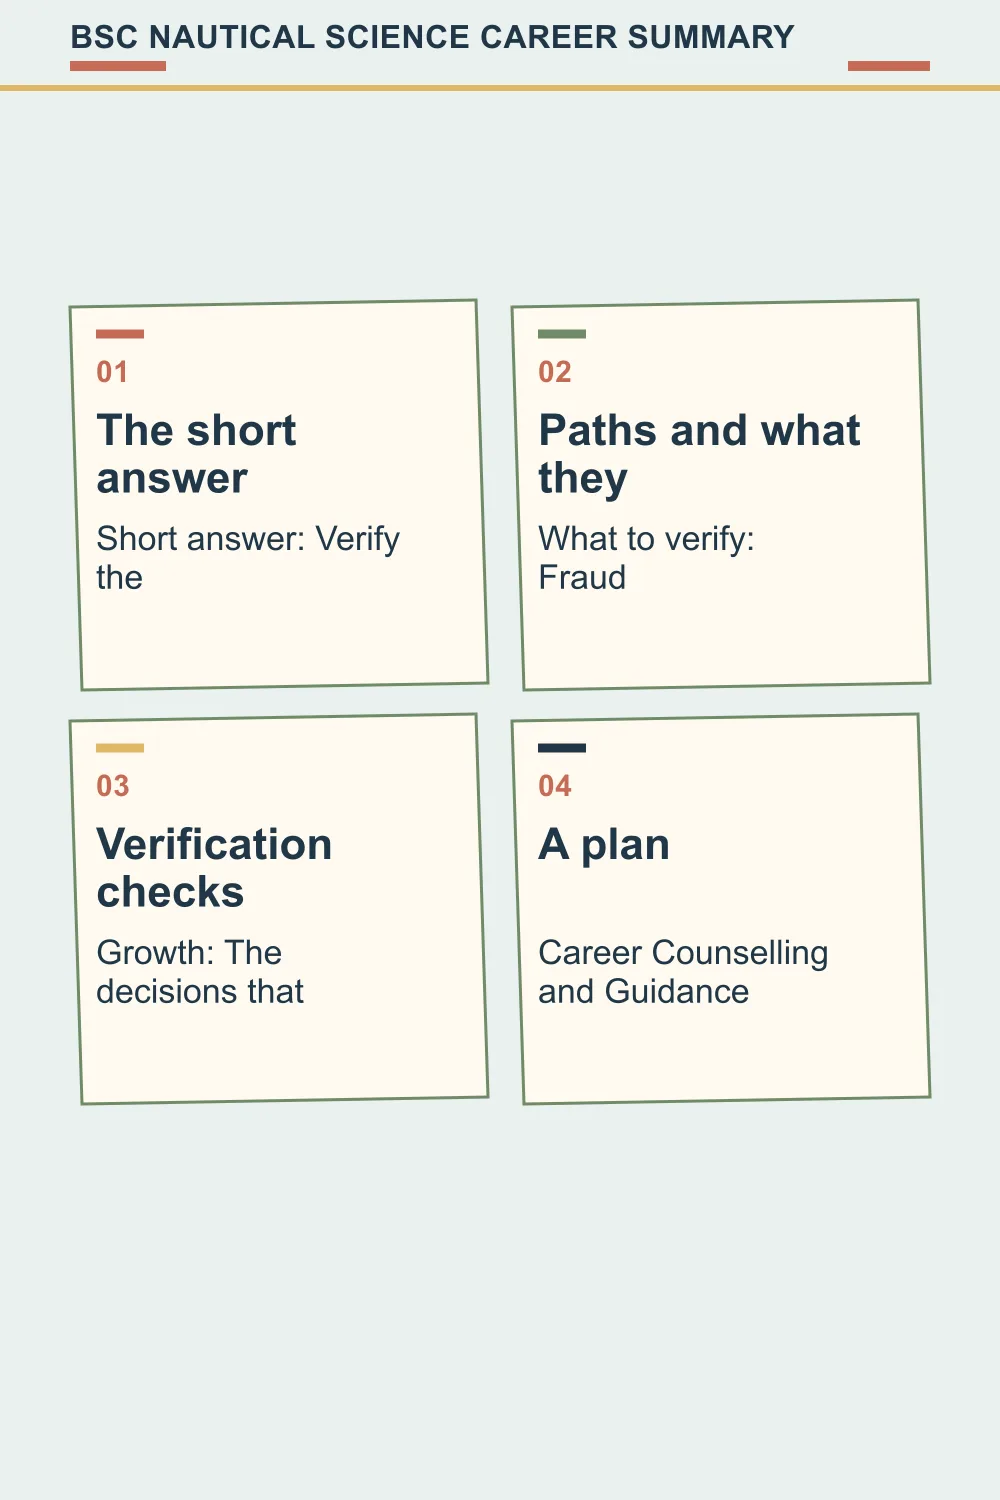 BSC NAUTICAL SCIENCE CAREER SUMMARY
01
The short
answer
Short answer: Verify
the
02
Paths and what
they
What to verify:
Fraud
03
Verification
checks
Growth: The
decisions that
04
A plan
Career Counselling
and Guidance